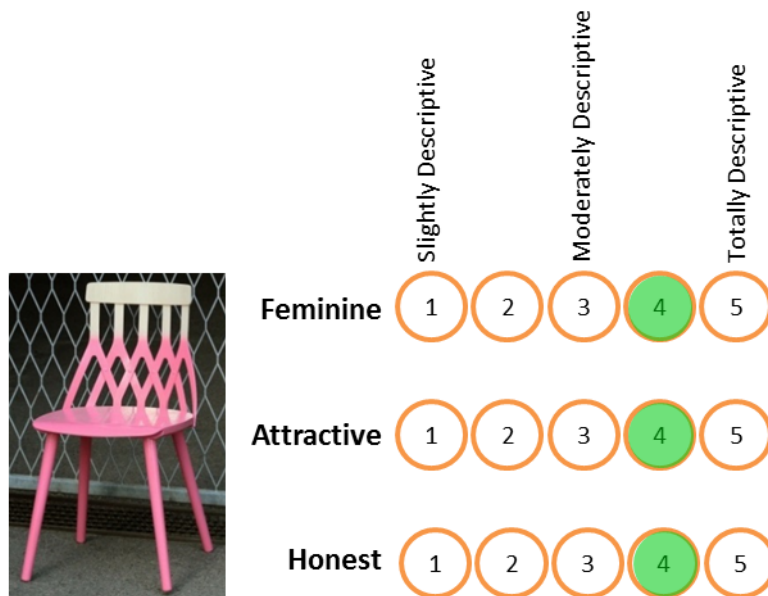 Slightly Descriptive
Moderately Descriptive
Totally Descriptive
Feminine 1 2 3 4 5
Attractive 1 2 3 4 5
Honest 1 2 3 4 5